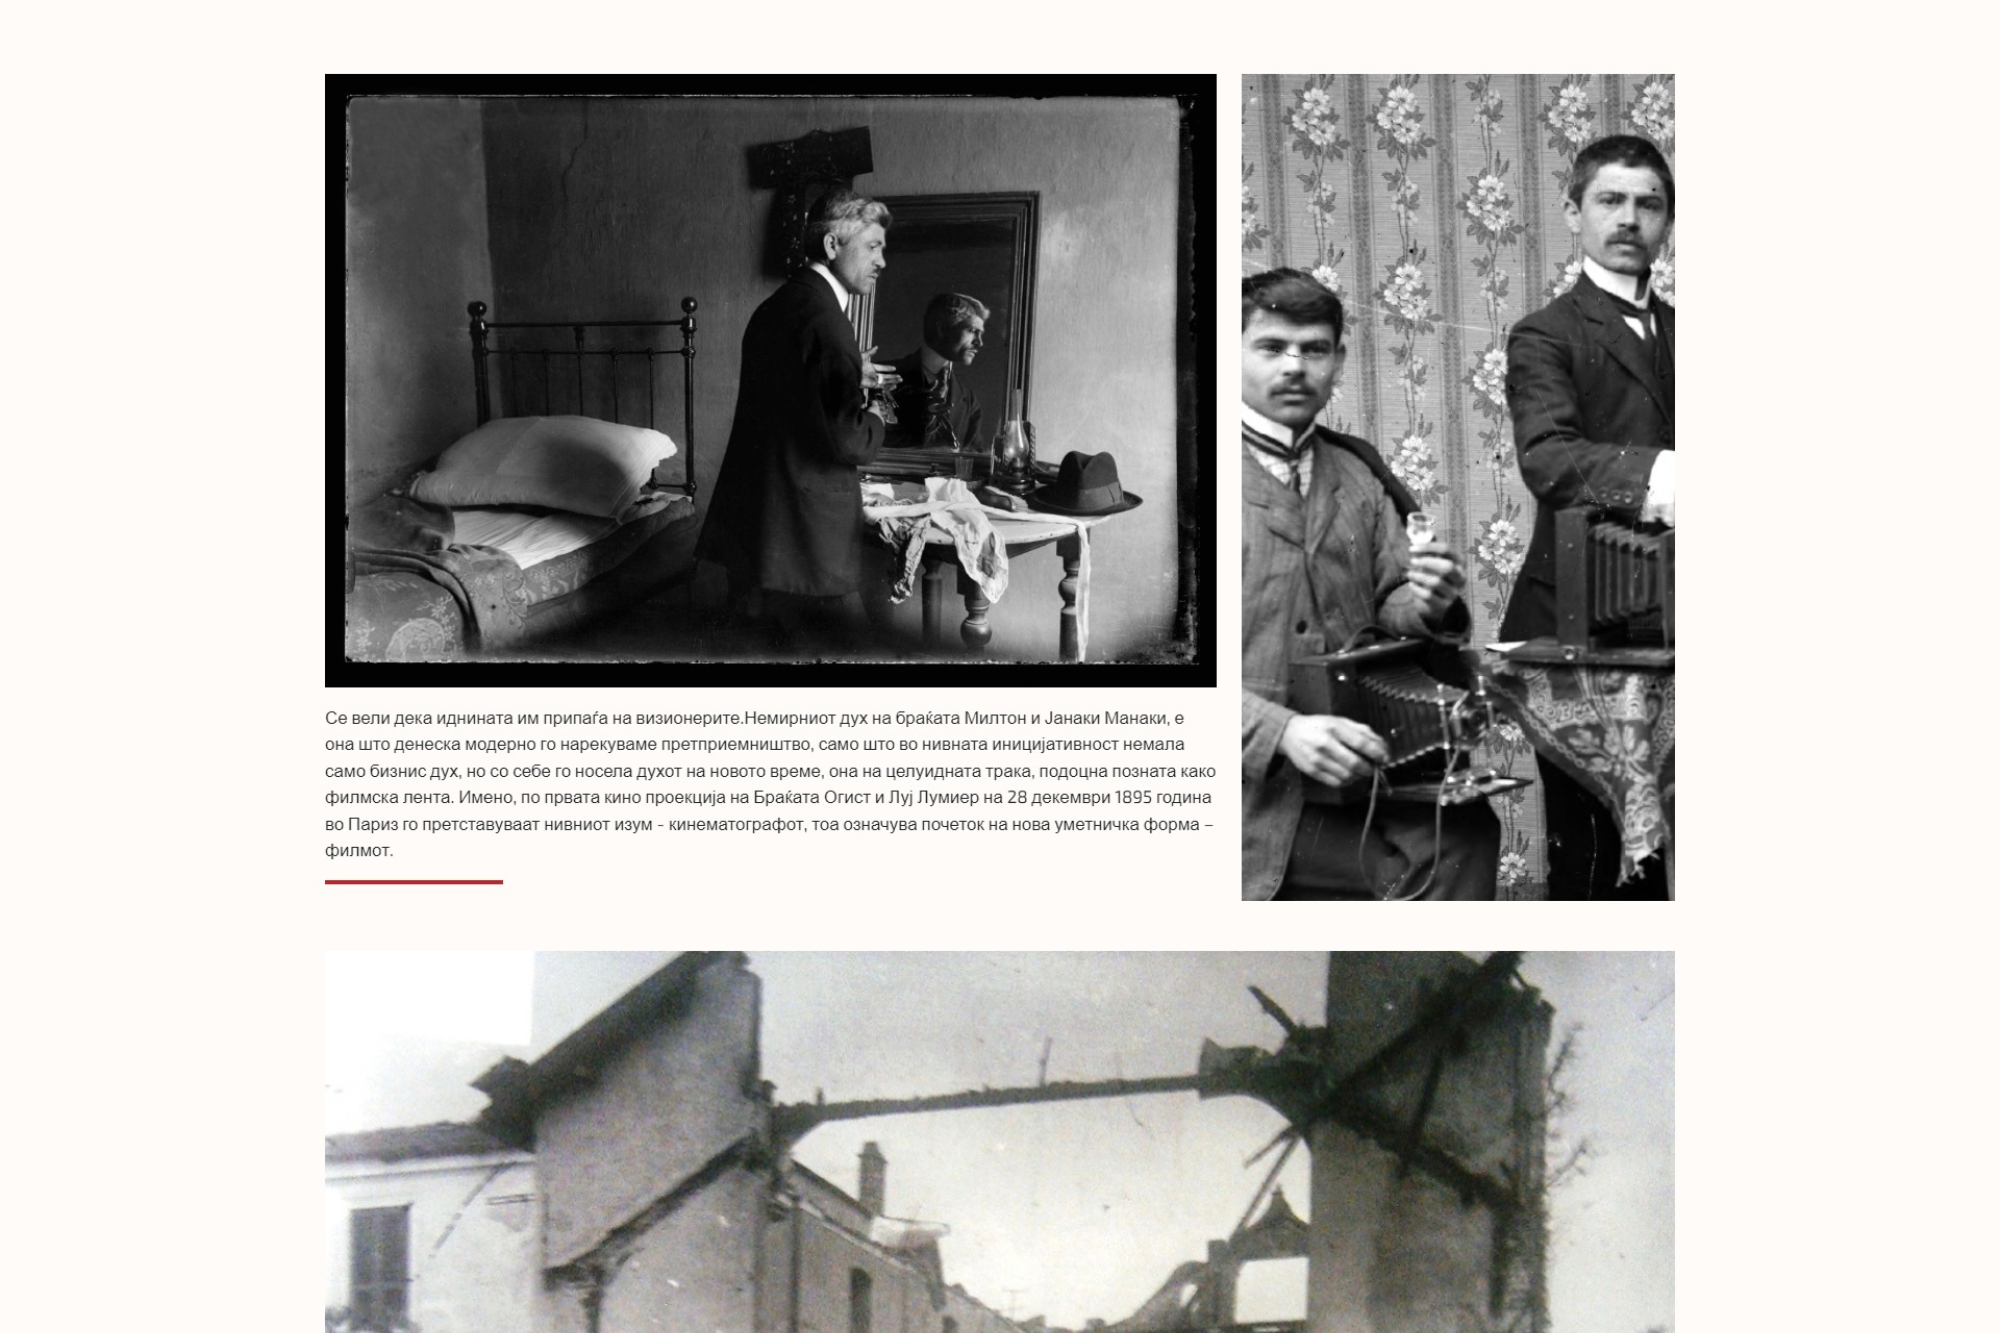 Се вели дека иднината им припаѓа на визионерите.Немирниот дух на браќата Милтон и Јанаки Манаки, е
она што денеска модерно го нарекуваме претприемништво, само што во нивната иницијативност немала
само бизнис дух, но со себе го носела духот на новото време, она на целуидната трака, подоцна позната како
филмска лента. Имено, по првата кино проекција на Браќата Огист и Луј Лумиер на 28 декември 1895 година
во Париз го претставуваат нивниот изум - кинематографот, тоа означува почеток на нова уметничка форма –
филмот.